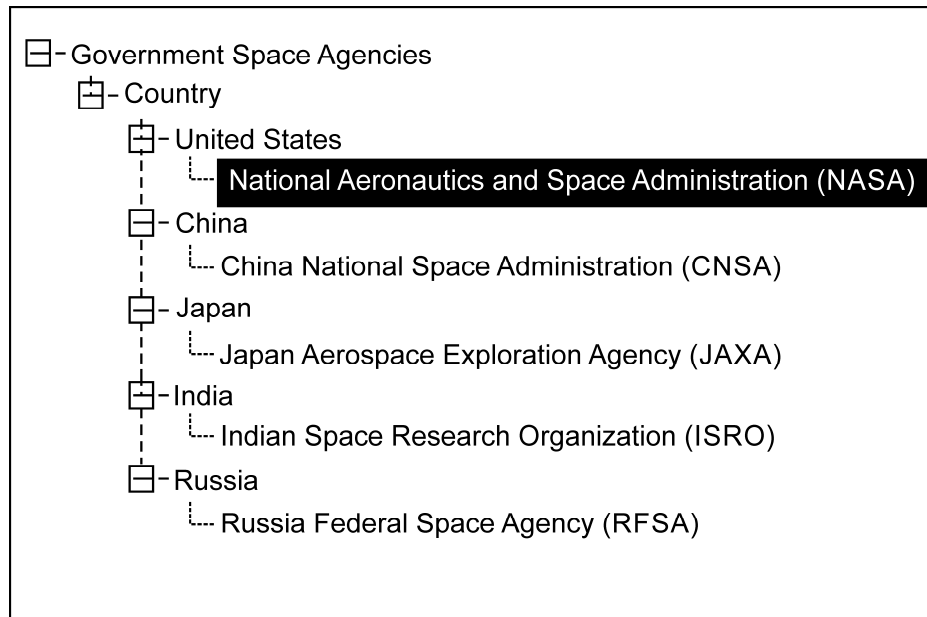 Government Space Agencies
Country
United States
National Aeronautics and Space Administration (NASA)
China
China National Space Administration (CNSA)
Japan
Japan Aerospace Exploration Agency (JAXA)
India
Indian Space Research Organization (ISRO)
Russia
Russia Federal Space Agency (RFSA)